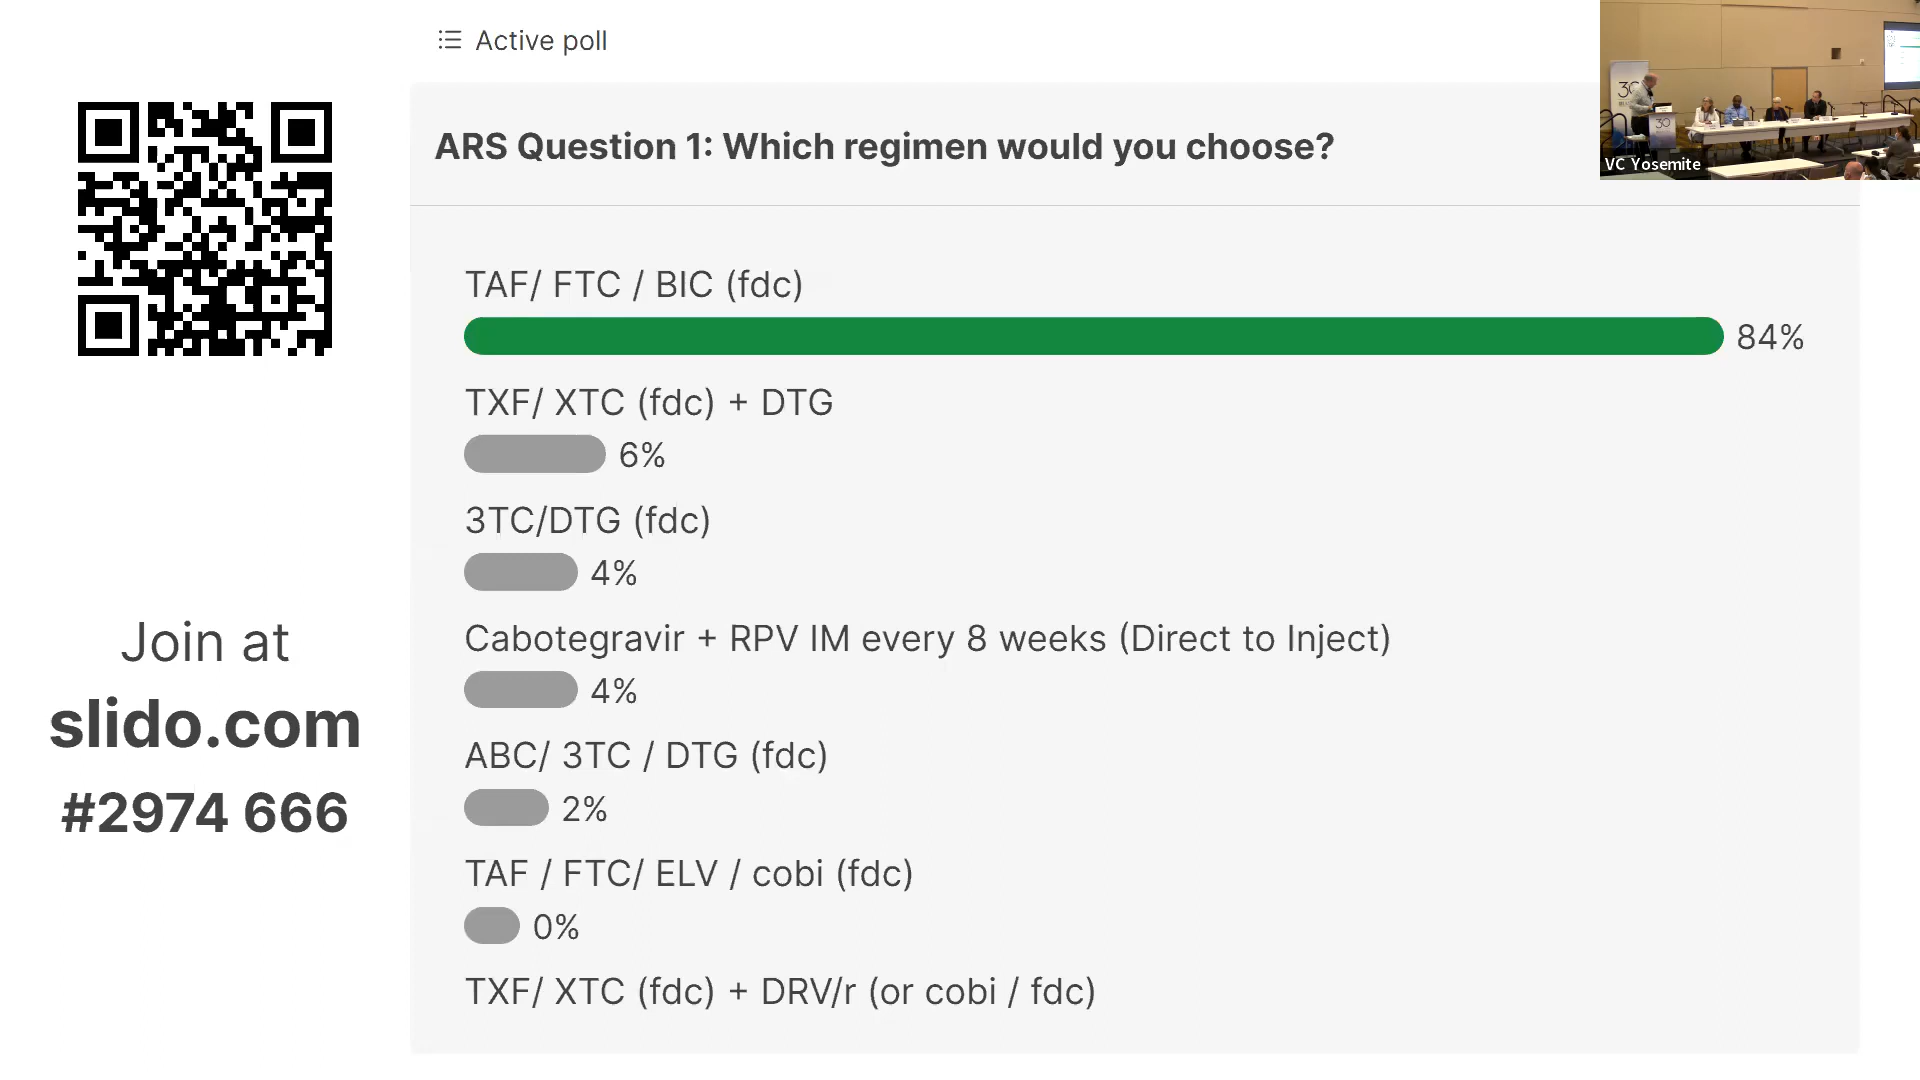 Active poll
ARS Question 1: Which regimen would you choose?
TAF/ FTC / BIC (fdc)
84%
TXF/ XTC (fdc) + DTG
6%
3TC/DTG (fdc)
4%
Cabotegravir + RPV IM every 8 weeks (Direct to Inject)
4%
ABC/ 3TC / DTG (fdc)
2%
TAF / FTC/ ELV / cobi (fdc)
0%
TXF/ XTC (fdc) + DRV/r (or cobi / fdc)
Join at
slido.com
#2974 666
30
30
VC Yosemite